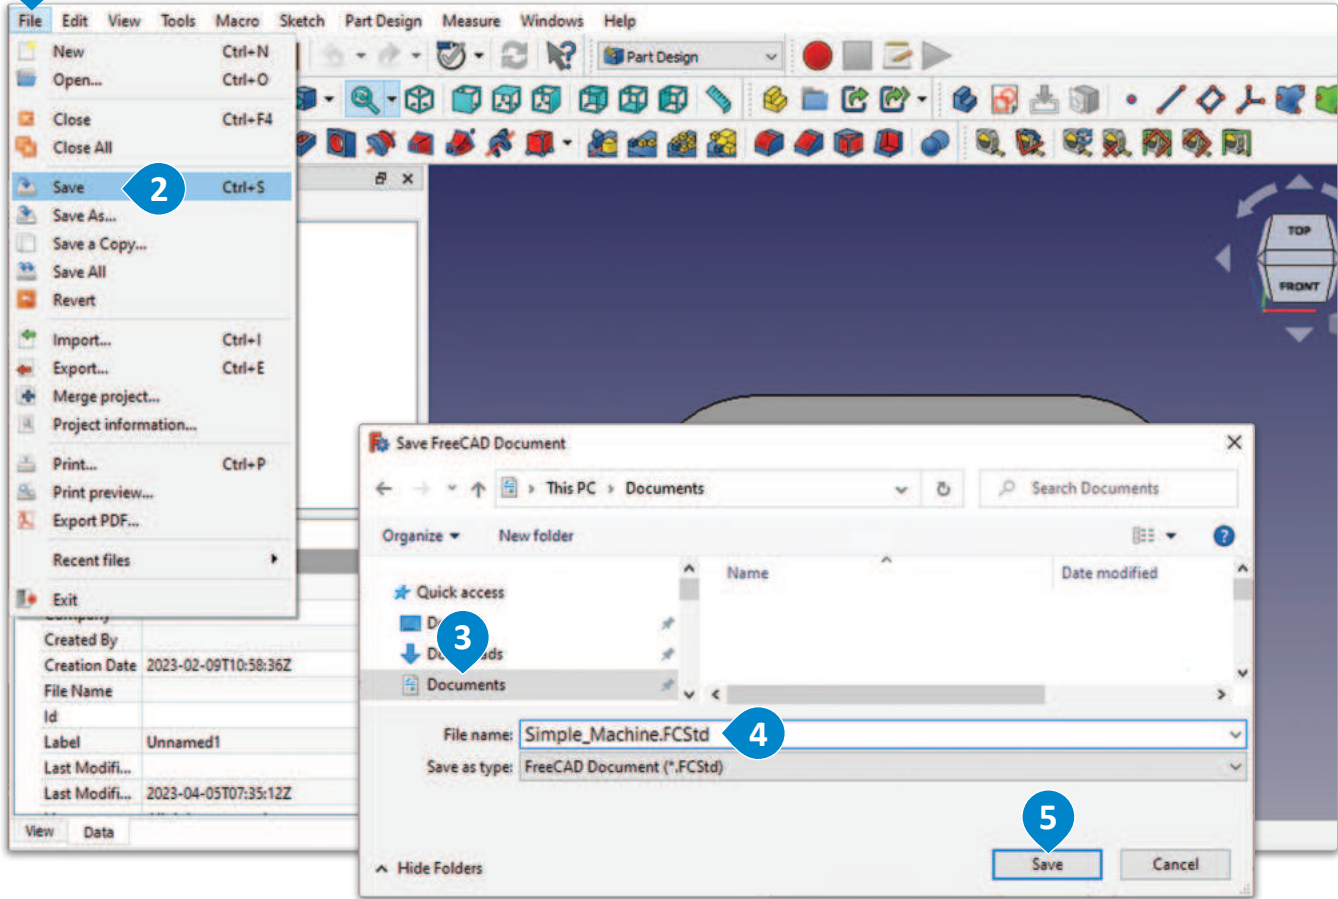 File Edit View Tools Macro Sketch Part Design Measure Windows Help
New Ctrl+N
Open... Ctrl+O
Part Design
Close Ctrl+F4
Close All
Save 2 Ctrl+S
Save As...
Save a Copy...
Save All
Revert
Import... Ctrl+I
Export... Ctrl+E
Merge project...
Project information...
Print... Ctrl+P
Print preview...
Export PDF...
Recent files
Exit
TOP
FRONT
Company
Created By
Creation Date 2023-02-09T10:58:36Z
File Name
Id
Label Unnamed1
Last Modifi...
Last Modifi... 2023-04-05T07:35:12Z
View Data
Save FreeCAD Document
This PC Documents
Search Documents
Organize New folder
Name Date modified
Quick access
3
Documents
File name: Simple_Machine.FCStd 4
Save as type: FreeCAD Document (*.FCStd)
5
Hide Folders Save Cancel